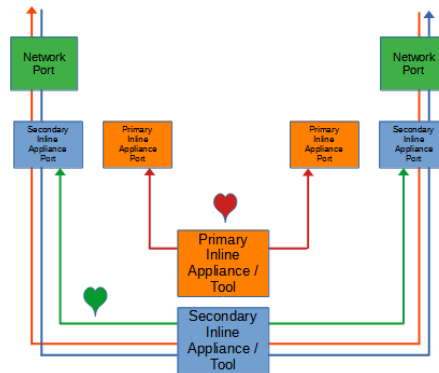 Network
Port
Network
Port
Secondary
Inline
Appliance
Port
Primary
Inline
Appliance
Port
Primary
Inline
Appliance
Port
Secondary
Inline
Appliance
Port
Primary
Inline
Appliance /
Tool
Secondary
Inline
Appliance /
Tool